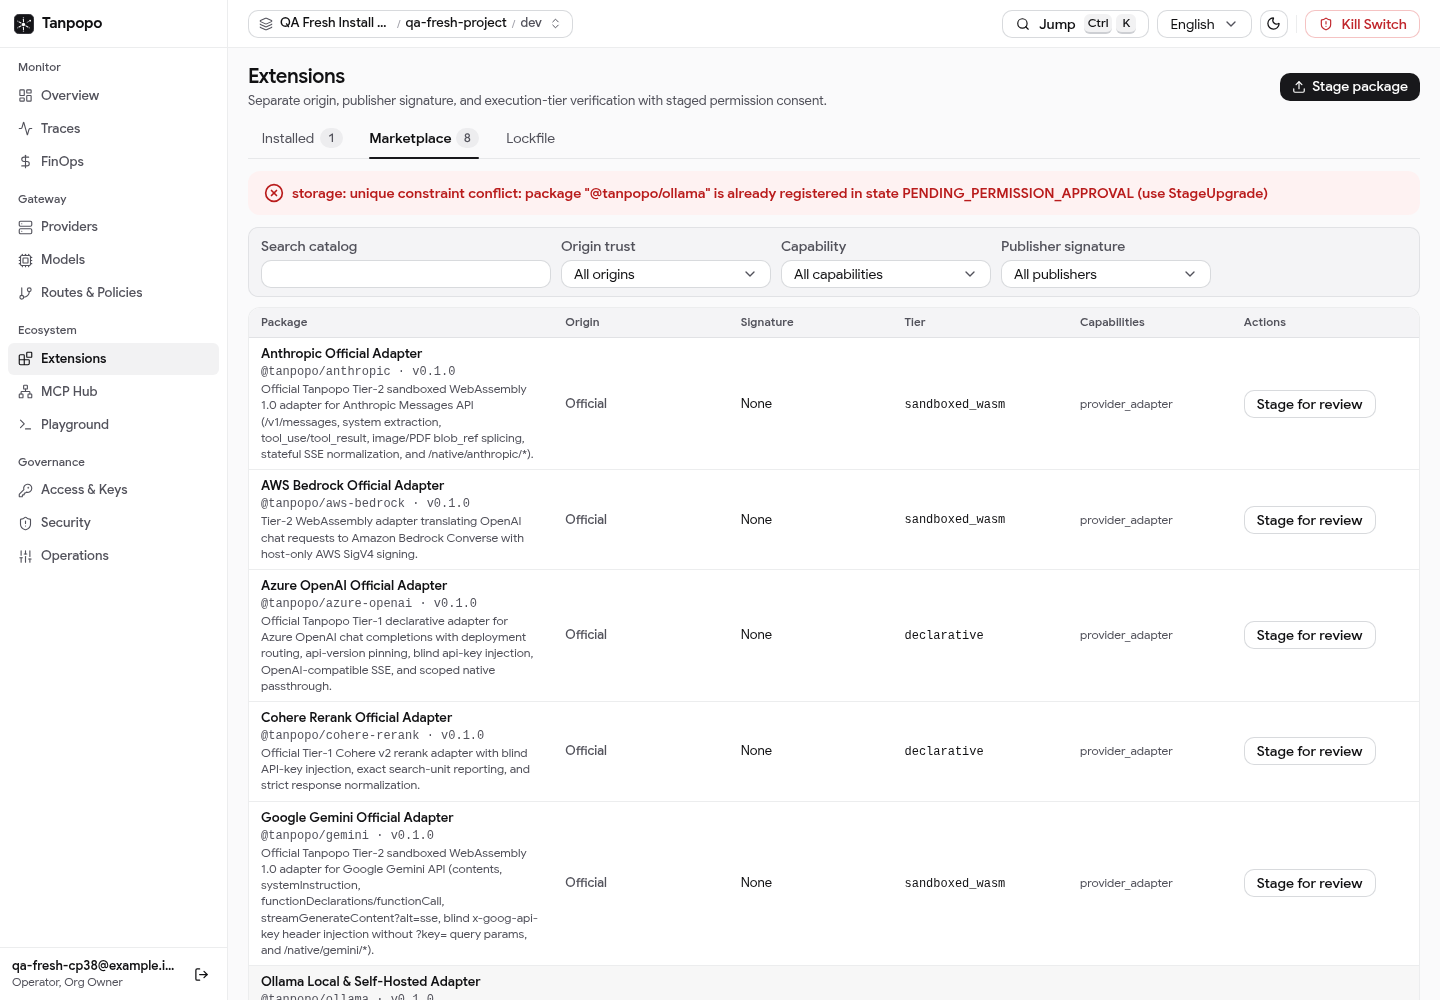 Tanpopo
QA Fresh Install ... / qa-fresh-project / dev
Jump Ctrl K
English
Kill Switch
Monitor
Overview
Traces
FinOps
Gateway
Providers
Models
Routes & Policies
Ecosystem
Extensions
MCP Hub
Playground
Governance
Access & Keys
Security
Operations
qa-fresh-cp38@example.i...
Operator, Org Owner
Extensions
Separate origin, publisher signature, and execution-tier verification with staged permission consent.
Stage package
Installed 1
Marketplace 8
Lockfile
storage: unique constraint conflict: package "@tanpopo/ollama" is already registered in state PENDING_PERMISSION_APPROVAL (use StageUpgrade)
Search catalog
Origin trust
Capability
Publisher signature
All origins
All capabilities
All publishers
Package Origin Signature Tier Capabilities Actions
Anthropic Official Adapter
@tanpopo/anthropic · v0.1.0
Official Tanpopo Tier-2 sandboxed WebAssembly
1.0 adapter for Anthropic Messages API
(/v1/messages, system extraction,
tool_use/tool_result, image/PDF blob_ref splicing,
stateful SSE normalization, and /native/anthropic/*).
Official None sandboxed_wasm provider_adapter Stage for review
AWS Bedrock Official Adapter
@tanpopo/aws-bedrock · v0.1.0
Tier-2 WebAssembly adapter translating OpenAI
chat requests to Amazon Bedrock Converse with
host-only AWS SigV4 signing.
Official None sandboxed_wasm provider_adapter Stage for review
Azure OpenAI Official Adapter
@tanpopo/azure-openai · v0.1.0
Official Tanpopo Tier-1 declarative adapter for
Azure OpenAI chat completions with deployment
routing, api-version pinning, blind api-key injection,
OpenAI-compatible SSE, and scoped native
passthrough.
Official None declarative provider_adapter Stage for review
Cohere Rerank Official Adapter
@tanpopo/cohere-rerank · v0.1.0
Official Tier-1 Cohere v2 rerank adapter with blind
API-key injection, exact search-unit reporting, and
strict response normalization.
Official None declarative provider_adapter Stage for review
Google Gemini Official Adapter
@tanpopo/gemini · v0.1.0
Official Tanpopo Tier-2 sandboxed WebAssembly
1.0 adapter for Google Gemini API (contents,
systemInstruction,
functionDeclarations/functionCall,
streamGenerateContent?alt=sse, blind x-goog-api-
key header injection without ?key= query params,
and /native/gemini/*).
Official None sandboxed_wasm provider_adapter Stage for review
Ollama Local & Self-Hosted Adapter
@tanpopo/ollama · v0.1.0